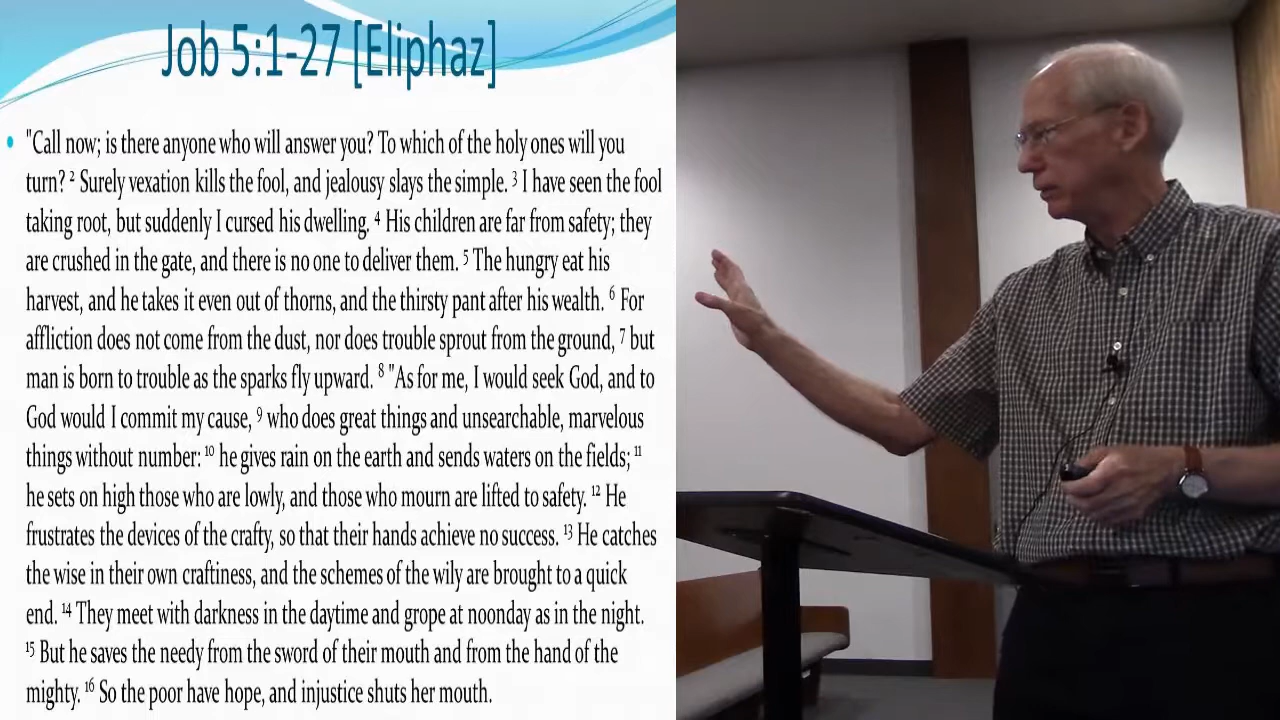 Job 5:1-27 [Eliphaz]
• "Call now; is there anyone who will answer you? To which of the holy ones will you
turn? ² Surely vexation kills the fool, and jealousy slays the simple. ³ I have seen the fool
taking root, but suddenly I cursed his dwelling. ⁴ His children are far from safety; they
are crushed in the gate, and there is no one to deliver them. ⁵ The hungry eat his
harvest, and he takes it even out of thorns, and the thirsty pant after his wealth. ⁶ For
affliction does not come from the dust, nor does trouble sprout from the ground, ⁷ but
man is born to trouble as the sparks fly upward. ⁸ "As for me, I would seek God, and to
God would I commit my cause, ⁹ who does great things and unsearchable, marvelous
things without number: ¹⁰ he gives rain on the earth and sends waters on the fields; ¹¹
he sets on high those who are lowly, and those who mourn are lifted to safety. ¹² He
frustrates the devices of the crafty, so that their hands achieve no success. ¹³ He catches
the wise in their own craftiness, and the schemes of the wily are brought to a quick
end. ¹⁴ They meet with darkness in the daytime and grope at noonday as in the night.
¹⁵ But he saves the needy from the sword of their mouth and from the hand of the
mighty. ¹⁶ So the poor have hope, and injustice shuts her mouth.